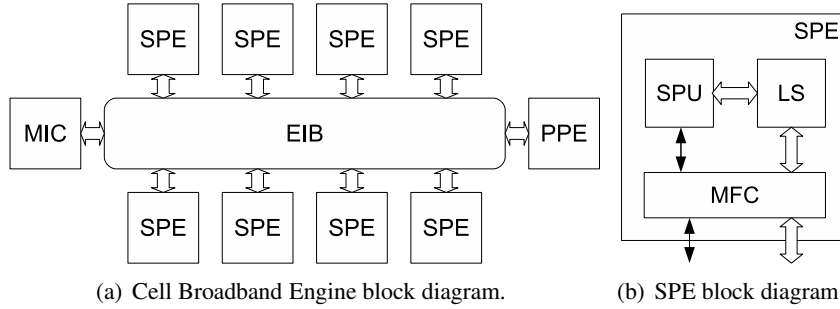 SPE SPE SPE SPE
MIC EIB PPE
SPE SPE SPE SPE
(a) Cell Broadband Engine block diagram.
SPE
SPU LS
MFC
(b) SPE block diagram